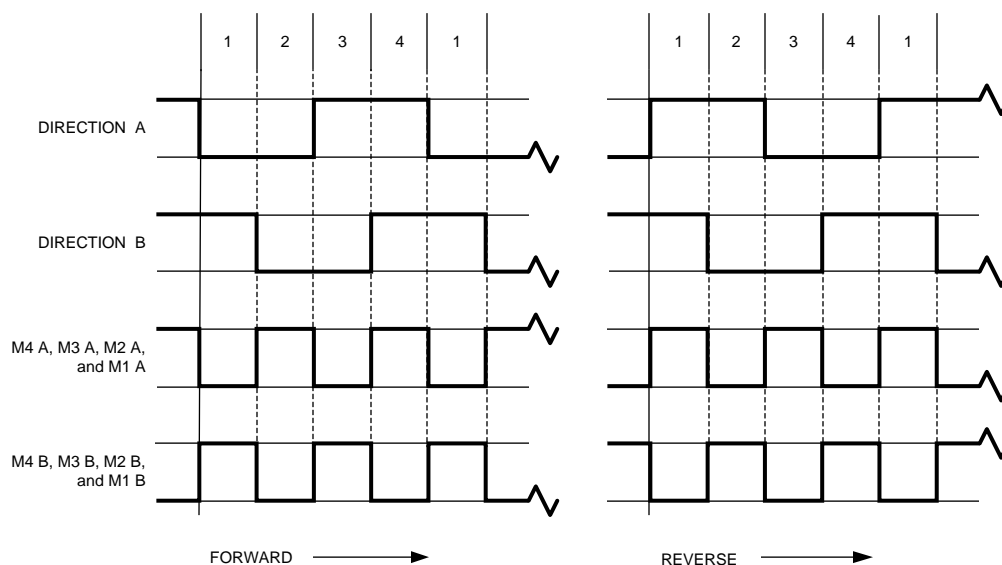 1 2 3 4 1 1 2 3 4 1
DIRECTION A
DIRECTION B
M4 A, M3 A, M2 A,
and M1 A
M4 B, M3 B, M2 B,
and M1 B
FORWARD REVERSE